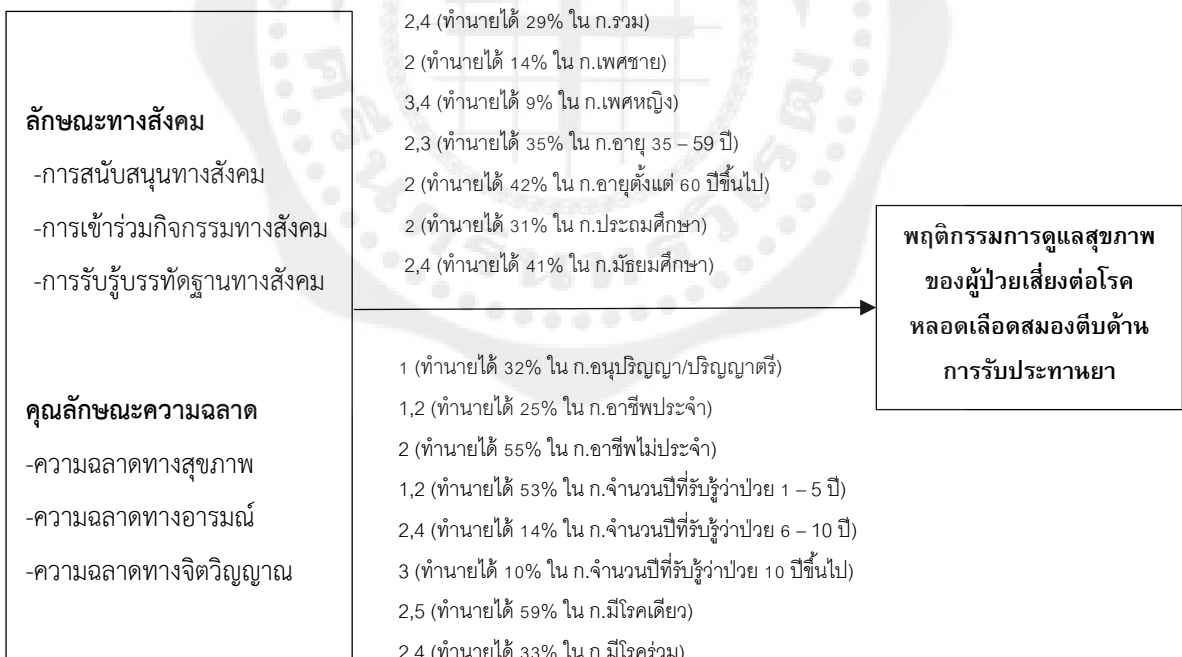 ลักษณะทางสังคม
-การสนับสนุนทางสังคม
-การเข้าร่วมกิจกรรมทางสังคม
-การรับรู้บรรทัดฐานทางสังคม
คุณลักษณะความฉลาด
-ความฉลาดทางสุขภาพ
-ความฉลาดทางอารมณ์
-ความฉลาดทางจิตวิญญาณ
2,4 (ทำนายได้ 29% ใน ก.รวม)
2 (ทำนายได้ 14% ใน ก.เพศชาย)
3,4 (ทำนายได้ 9% ใน ก.เพศหญิง)
2,3 (ทำนายได้ 35% ใน ก.อายุ 35 – 59 ปี)
2 (ทำนายได้ 42% ใน ก.อายุตั้งแต่ 60 ปีขึ้นไป)
2 (ทำนายได้ 31% ใน ก.ประถมศึกษา)
2,4 (ทำนายได้ 41% ใน ก.มัธยมศึกษา)
1 (ทำนายได้ 32% ใน ก.อนุปริญญา/ปริญญาตรี)
1,2 (ทำนายได้ 25% ใน ก.อาชีพประจำ)
2 (ทำนายได้ 55% ใน ก.อาชีพไม่ประจำ)
1,2 (ทำนายได้ 53% ใน ก.จำนวนปีที่รับรู้ว่าป่วย 1 – 5 ปี)
2,4 (ทำนายได้ 14% ใน ก.จำนวนปีที่รับรู้ว่าป่วย 6 – 10 ปี)
3 (ทำนายได้ 10% ใน ก.จำนวนปีที่รับรู้ว่าป่วย 10 ปีขึ้นไป)
2,5 (ทำนายได้ 59% ใน ก.มีโรคเดียว)
2,4 (ทำนายได้ 33% ใน ก.มีโรคร่วม)
พฤติกรรมการดูแลสุขภาพ
ของผู้ป่วยเสี่ยงต่อโรค
หลอดเลือดสมองตีบด้าน
การรับประทานยา